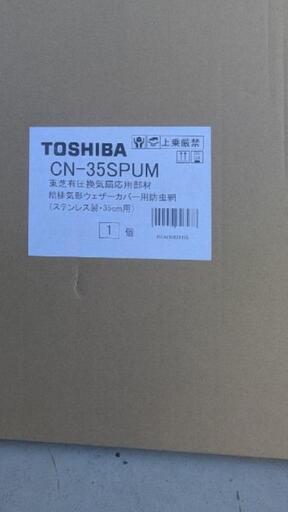 TOSHIBA
上乗厳禁
CN-35SPUM
東芝有圧換気扇応用部材
給排気形ウェザーカバー用防虫網
(ステンレス製・35cm用)
1 個